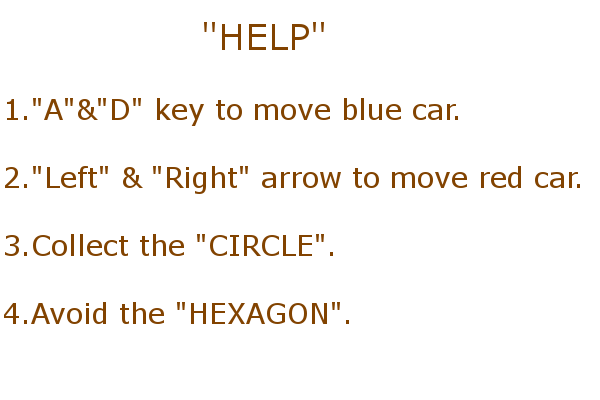 "HELP"
1."A"&"D" key to move blue car.
2."Left" & "Right" arrow to move red car.
3.Collect the "CIRCLE".
4.Avoid the "HEXAGON".